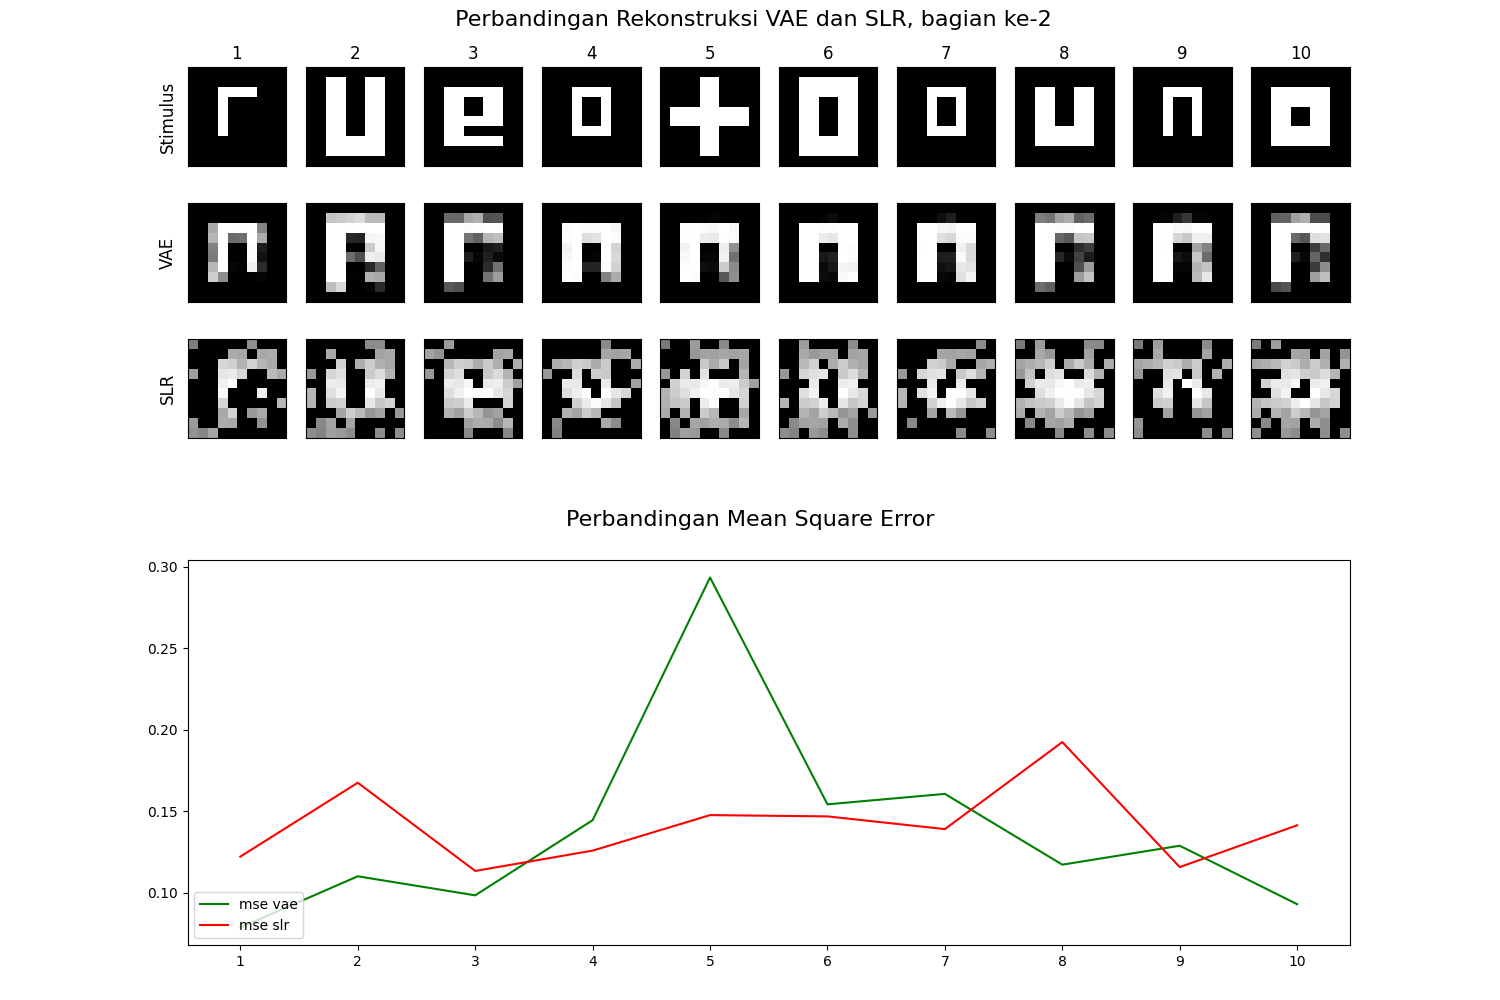 Perbandingan Rekonstruksi VAE dan SLR, bagian ke-2
1 2 3 4 5 6 7 8 9 10
Stimulus
VAE
SLR
Perbandingan Mean Square Error
0.30
0.25
0.20
0.15
0.10
mse vae
mse slr
1 2 3 4 5 6 7 8 9 10